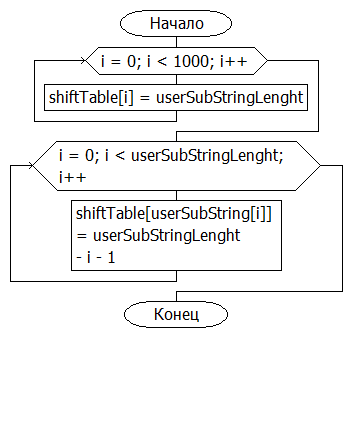 Начало
i = 0; i < 1000; i++
shiftTable[i] = userSubStringLenght
i = 0; i < userSubStringLenght;
i++
shiftTable[userSubString[i]]
= userSubStringLenght
- i - 1
Конец